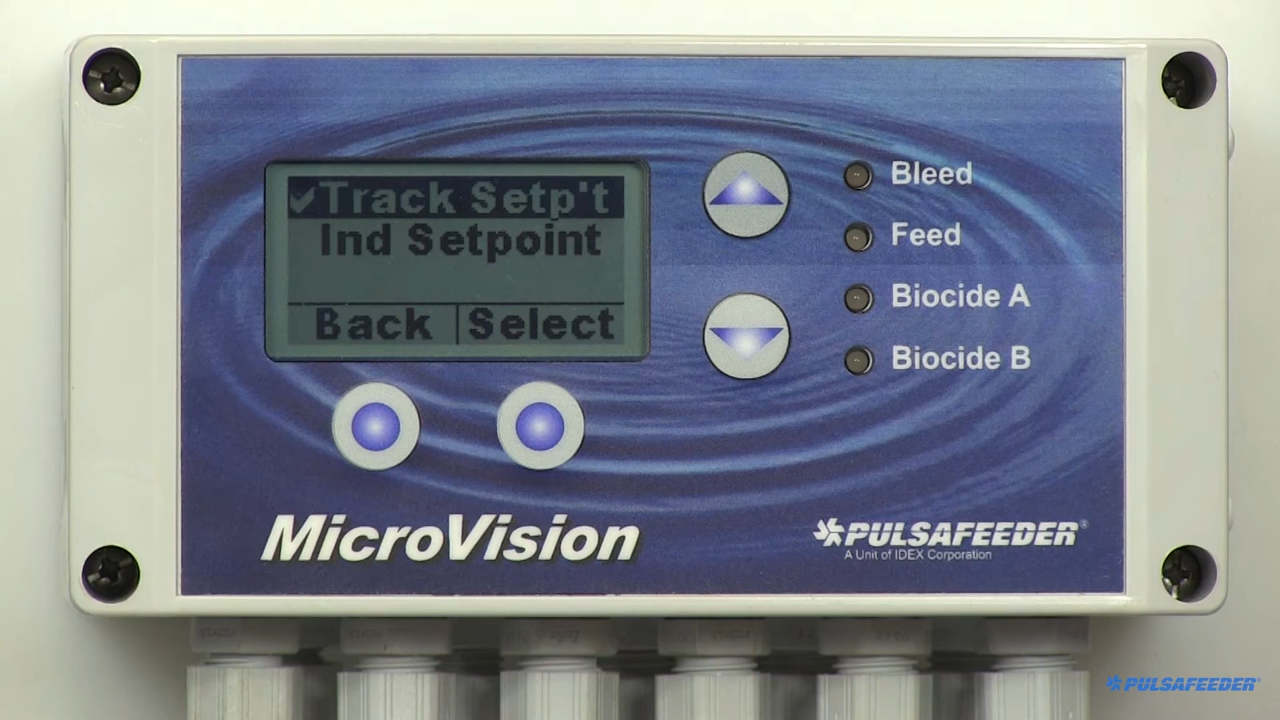 ✔Track Setp't
Ind Setpoint
Back Select
Bleed
Feed
Biocide A
Biocide B
MicroVision
PULSAFEEDER®
A Unit of IDEX Corporation
PULSAFEEDER®